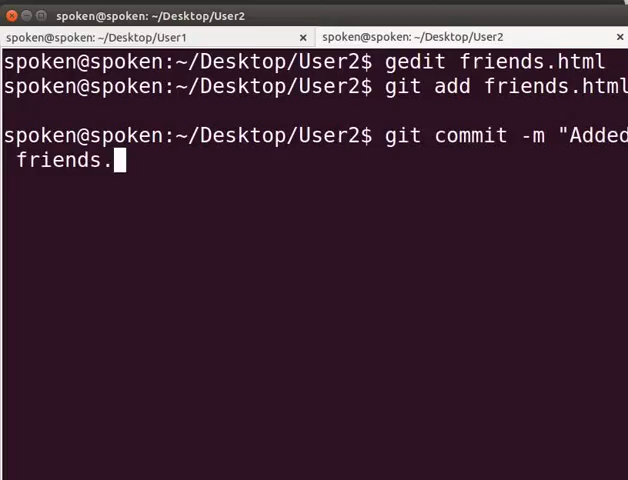 spoken@spoken: ~/Desktop/User2
spoken@spoken: ~/Desktop/User1 × spoken@spoken: ~/Desktop/User2 ×
spoken@spoken:~/Desktop/User2$ gedit friends.html
spoken@spoken:~/Desktop/User2$ git add friends.html
spoken@spoken:~/Desktop/User2$ git commit -m "Added
friends.